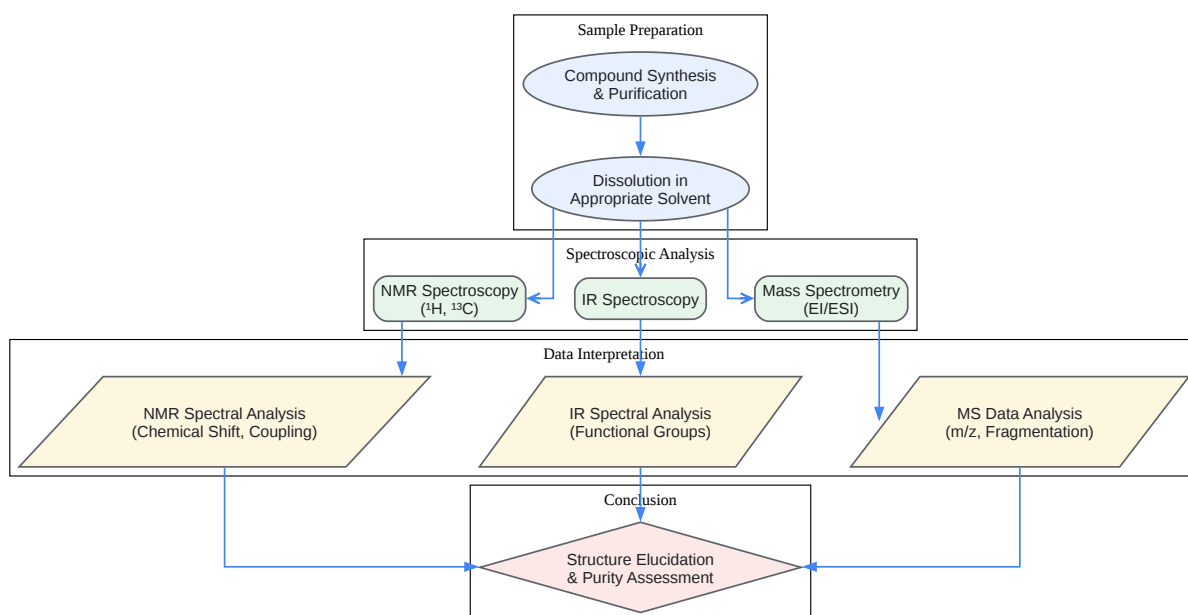 Sample Preparation
Compound Synthesis
& Purification
Dissolution in
Appropriate Solvent
Spectroscopic Analysis
NMR Spectroscopy
(¹H, ¹³C)
IR Spectroscopy
Mass Spectrometry
(EI/ESI)
Data Interpretation
NMR Spectral Analysis
(Chemical Shift, Coupling)
IR Spectral Analysis
(Functional Groups)
MS Data Analysis
(m/z, Fragmentation)
Conclusion
Structure Elucidation
& Purity Assessment